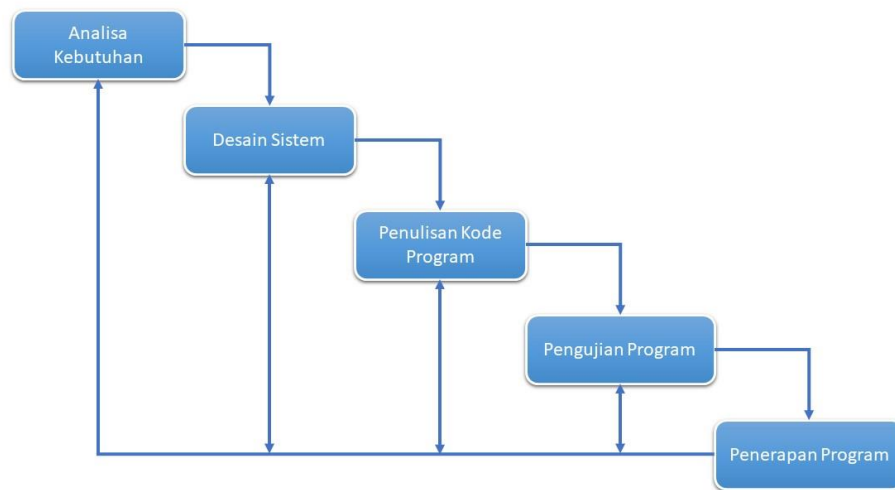 Analisa
Kebutuhan
Desain Sistem
Penulisan Kode
Program
Pengujian Program
Penerapan Program